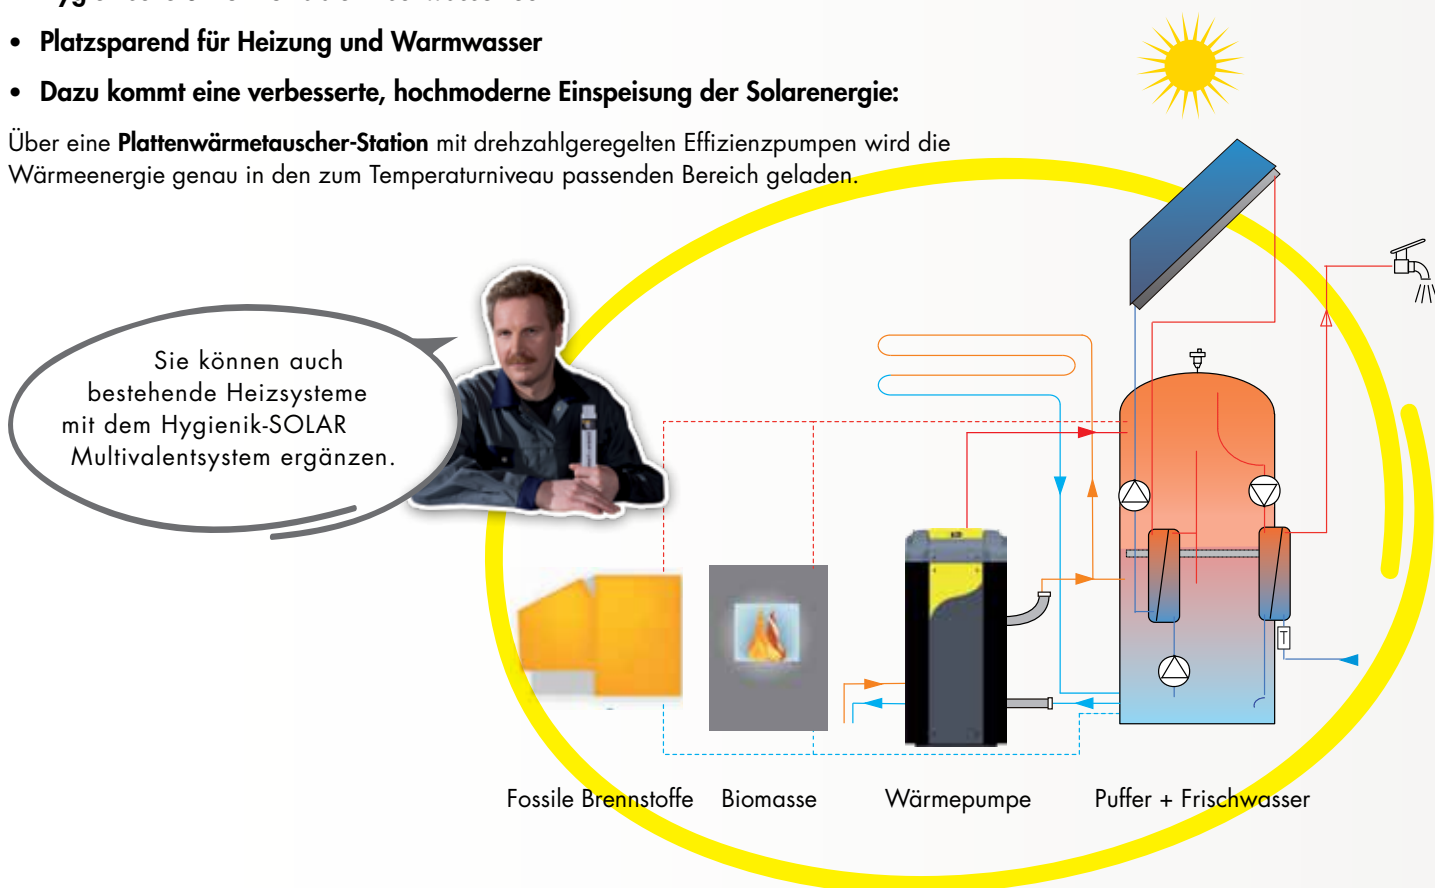 • Platzsparend für Heizung und Warmwasser
• Dazu kommt eine verbesserte, hochmoderne Einspeisung der Solarenergie:
Über eine Plattenwärmetauscher-Station mit drehzahlgeregelten Effizienzpumpen wird die
Wärmeenergie genau in den zum Temperaturniveau passenden Bereich geladen.
Sie können auch
bestehende Heizsysteme
mit dem Hygienik-SOLAR
Multivalentsystem ergänzen.
T
Fossile Brennstoffe
Biomasse
Wärmepumpe
Puffer + Frischwasser